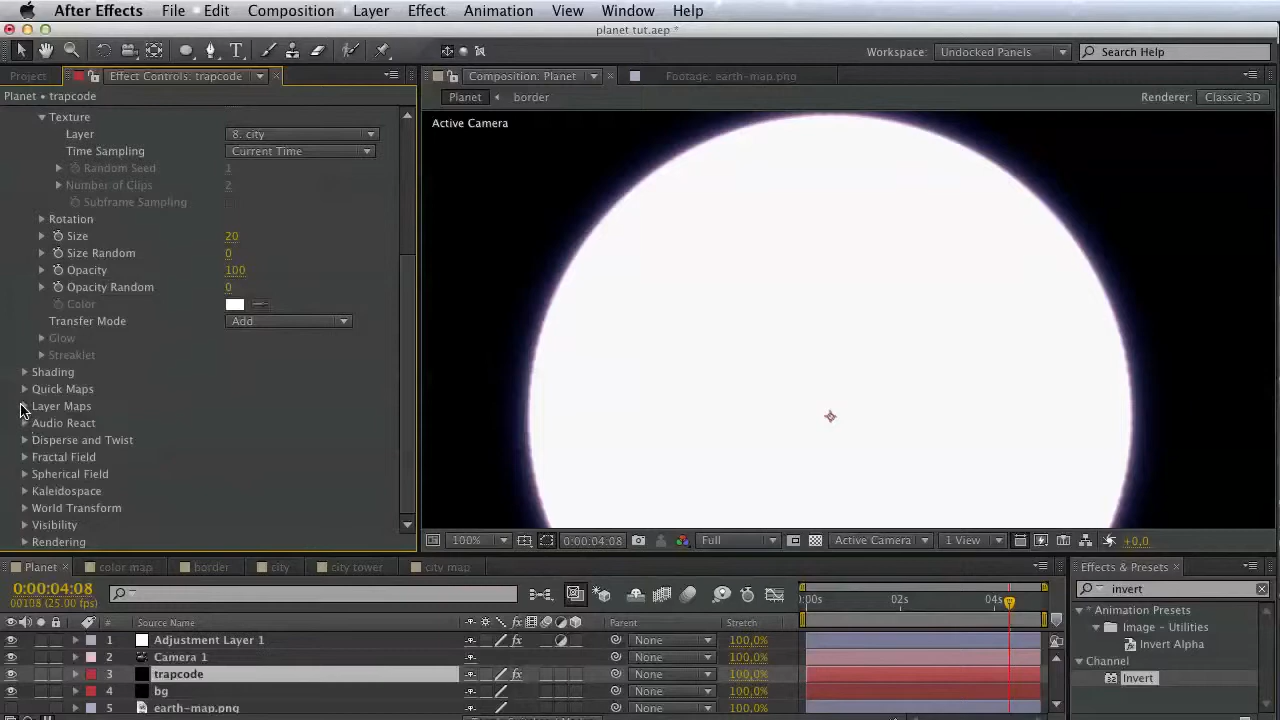 After Effects File Edit Composition Layer Effect Animation View Window Help
planet tut.aep *
Workspace: Undocked Panels Search Help
Project Effect Controls: trapcode Composition: Planet Footage: earth-map.png
Planet • trapcode Planet border Renderer: Classic 3D
Active Camera
Texture
Layer 8. city
Time Sampling Current Time
Random Seed 1
Number of Clips 2
Subframe Sampling
Rotation
Size 20
Size Random 0
Opacity 100
Opacity Random 0
Color
Transfer Mode Add
Glow
Streaklet
Shading
Quick Maps
Layer Maps
Audio React
Disperse and Twist
Fractal Field
Spherical Field
Kaleidospace
World Transform
Visibility
Rendering
100% 0:00:04:08 Full Active Camera 1 View +0,0
Planet color map border city city tower city map Effects & Presets
0:00:04:08
00108 (25.00 fps)
invert
:00s 02s 04s
* Animation Presets
Image - Utilities
Invert Alpha
Channel
Invert
# Source Name Parent Stretch
1 Adjustment Layer 1 None 100,0%
2 Camera 1 None 100,0%
3 trapcode fx None 100,0%
4 bg None 100,0%
5 earth-map.png None 100,0%